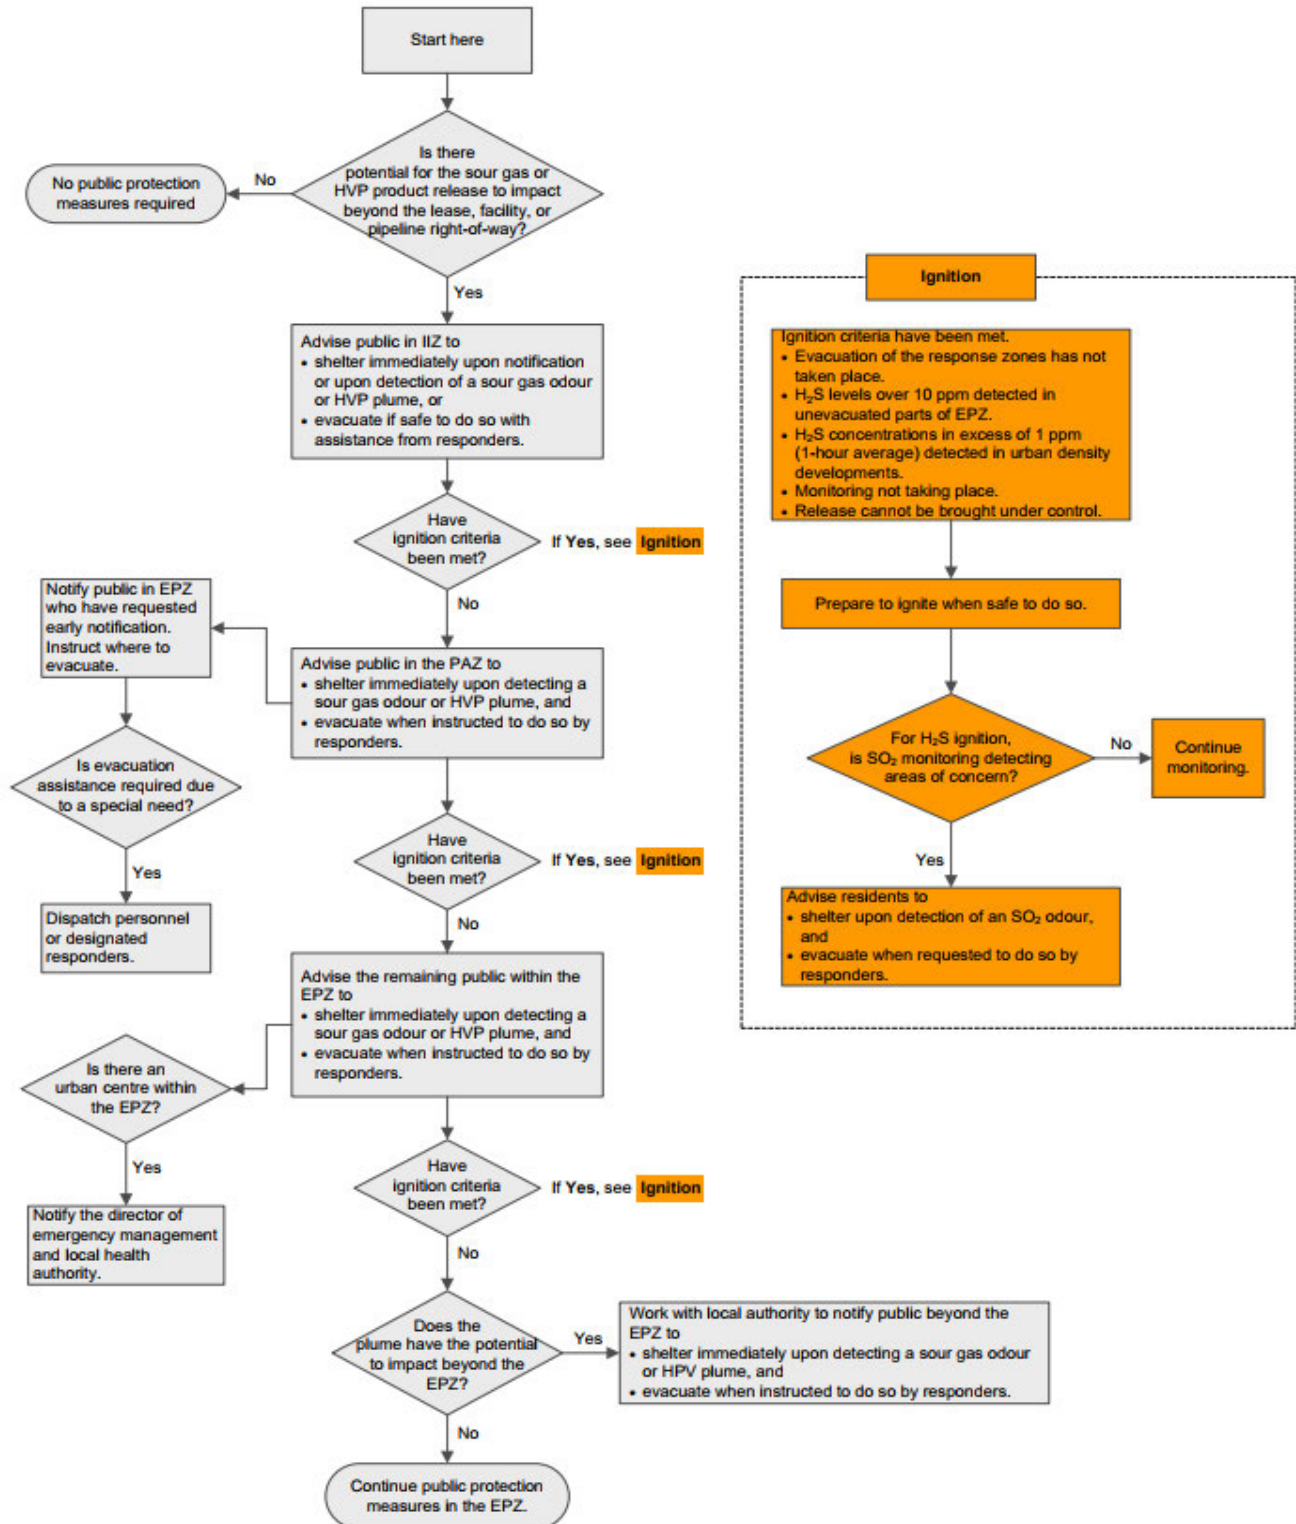 Start here
Is there
potential for the sour gas or
HVP product release to impact
beyond the lease, facility, or
pipeline right-of-way?
No
No public protection
measures required
Yes
Advise public in IIZ to
• shelter immediately upon notification
or upon detection of a sour gas odour
or HVP plume, or
• evacuate if safe to do so with
assistance from responders.
Have
ignition criteria
been met?
If Yes, see Ignition
No
Notify public in EPZ
who have requested
early notification.
Instruct where to
evacuate.
Advise public in the PAZ to
• shelter immediately upon detecting a
sour gas odour or HVP plume, and
• evacuate when instructed to do so by
responders.
Is evacuation
assistance required due
to a special need?
Yes
Dispatch personnel
or designated
responders.
Have
ignition criteria
been met?
If Yes, see Ignition
No
Advise the remaining public within the
EPZ to
• shelter immediately upon detecting a
sour gas odour or HVP plume, and
• evacuate when instructed to do so by
responders.
Is there an
urban centre within
the EPZ?
Yes
Notify the director of
emergency management
and local health
authority.
Have
ignition criteria
been met?
If Yes, see Ignition
No
Does the
plume have the potential
to impact beyond the
EPZ?
Yes
Work with local authority to notify public beyond the
EPZ to
• shelter immediately upon detecting a sour gas odour
or HPV plume, and
• evacuate when instructed to do so by responders.
No
Continue public protection
measures in the EPZ.
Ignition
Ignition criteria have been met.
• Evacuation of the response zones has not
taken place.
• H₂S levels over 10 ppm detected in
unevacuated parts of EPZ.
• H₂S concentrations in excess of 1 ppm
(1-hour average) detected in urban density
developments.
• Monitoring not taking place.
• Release cannot be brought under control.
Prepare to ignite when safe to do so.
For H₂S ignition,
is SO₂ monitoring detecting
areas of concern?
No
Continue
monitoring.
Yes
Advise residents to
• shelter upon detection of an SO₂ odour,
and
• evacuate when requested to do so by
responders.